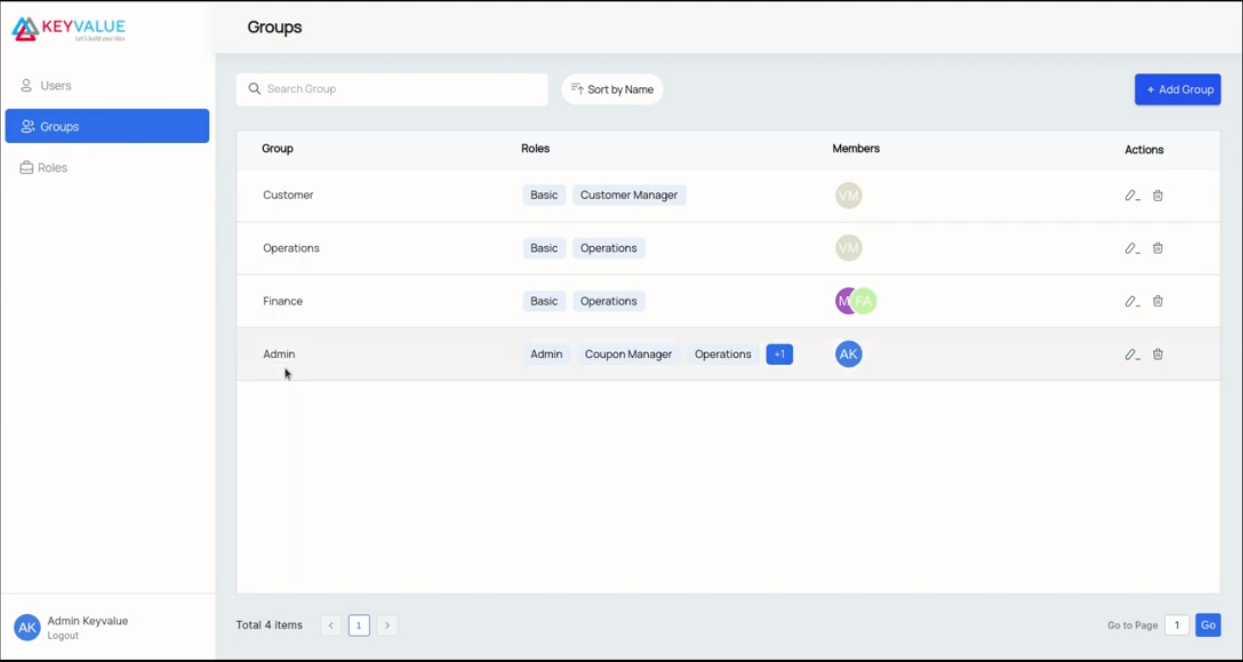 KEYVALUE
Let's build your idea
Groups
Users
Groups
Roles
Search Group
Sort by Name
+ Add Group
Group Roles Members Actions
Customer Basic Customer Manager VM
Operations Basic Operations VM
Finance Basic Operations M FA
Admin Admin Coupon Manager Operations +1 AK
AK Admin Keyvalue
Logout
Total 4 items < 1 > Go to Page 1 Go